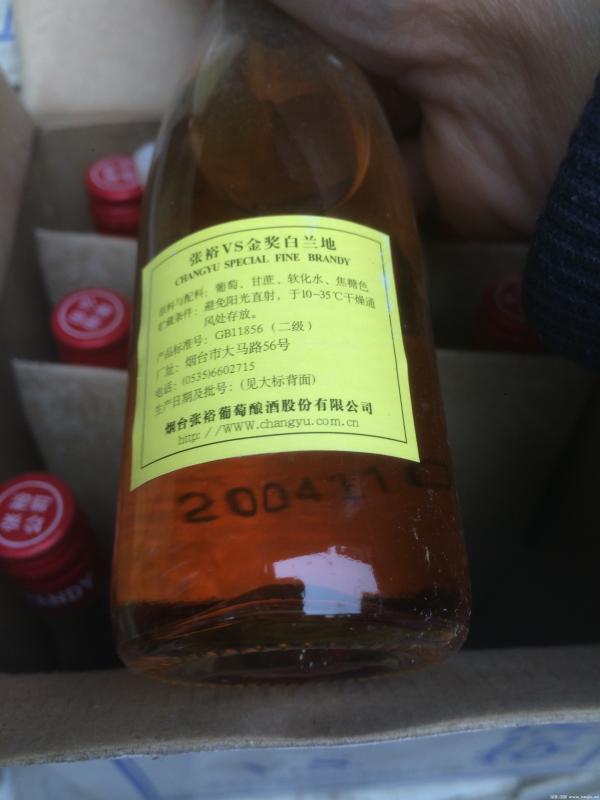 张裕VS金奖白兰地
CHANGYU SPECIAL FINE BRANDY
原料与配料：葡萄、甘蔗、软化水、焦糖色
贮藏条件：避免阳光直射，于10-35℃干燥通
风处存放。
产品标准号：GB11856（二级）
厂址：烟台市大马路56号
电话：(0535)6602715
生产日期及批号：(见大标背面)
烟台张裕葡萄酿酒股份有限公司
http://WWW.changyu.com.cn
200411